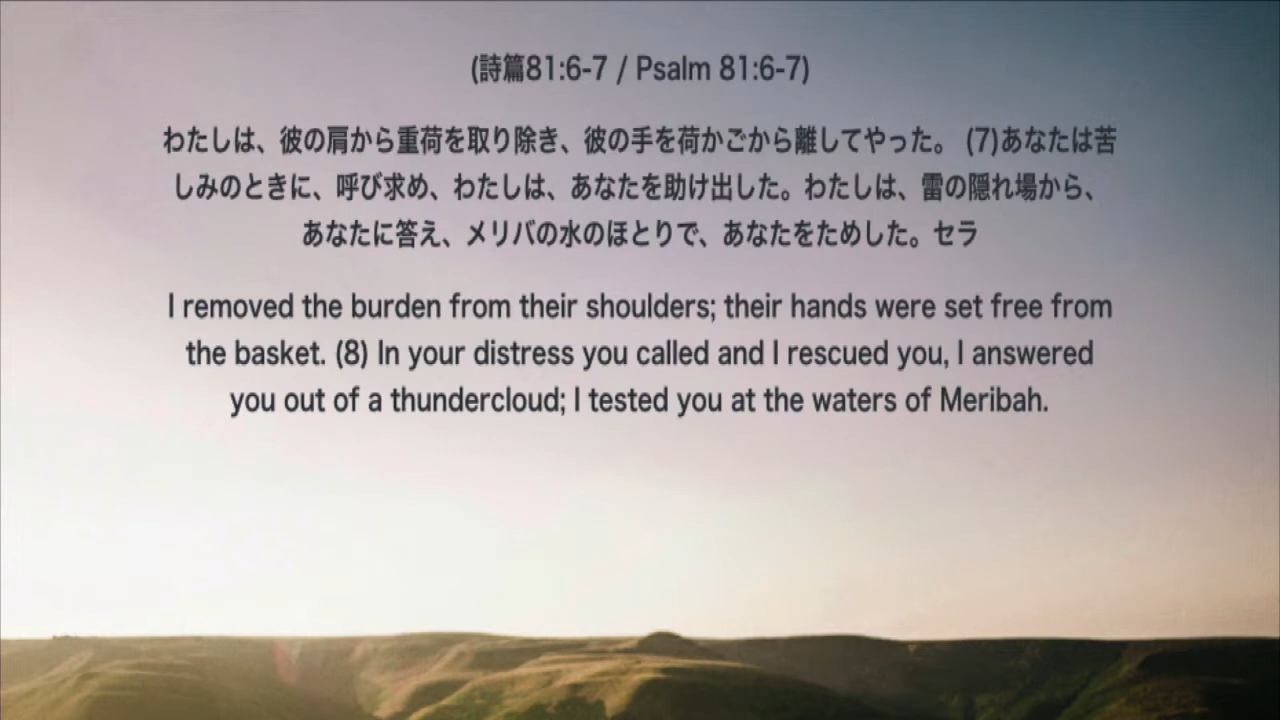 (詩篇81:6-7 / Psalm 81:6-7)
わたしは、彼の肩から重荷を取り除き、彼の手を荷かごから離してやった。 (7)あなたは苦
しみのときに、呼び求め、わたしは、あなたを助け出した。わたしは、雷の隠れ場から、
あなたに答え、メリバの水のほとりで、あなたをためした。セラ
I removed the burden from their shoulders; their hands were set free from
the basket. (8) In your distress you called and I rescued you, I answered
you out of a thundercloud; I tested you at the waters of Meribah.